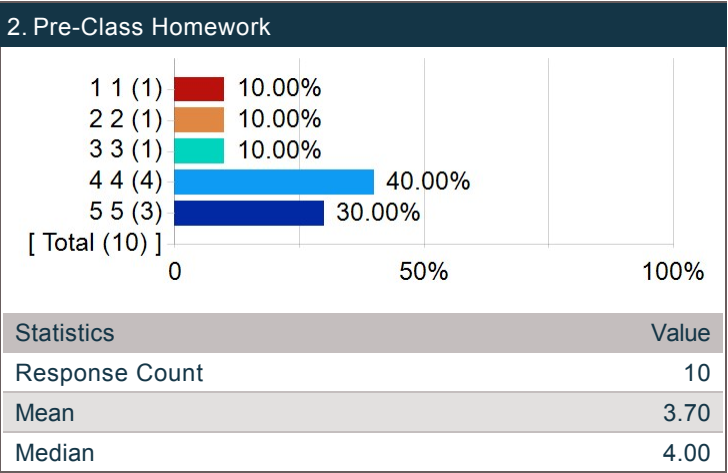 2. Pre-Class Homework
1 1 (1) 10.00%
2 2 (1) 10.00%
3 3 (1) 10.00%
4 4 (4) 40.00%
5 5 (3) 30.00%
[ Total (10) ]
0 50% 100%
Statistics Value
Response Count 10
Mean 3.70
Median 4.00